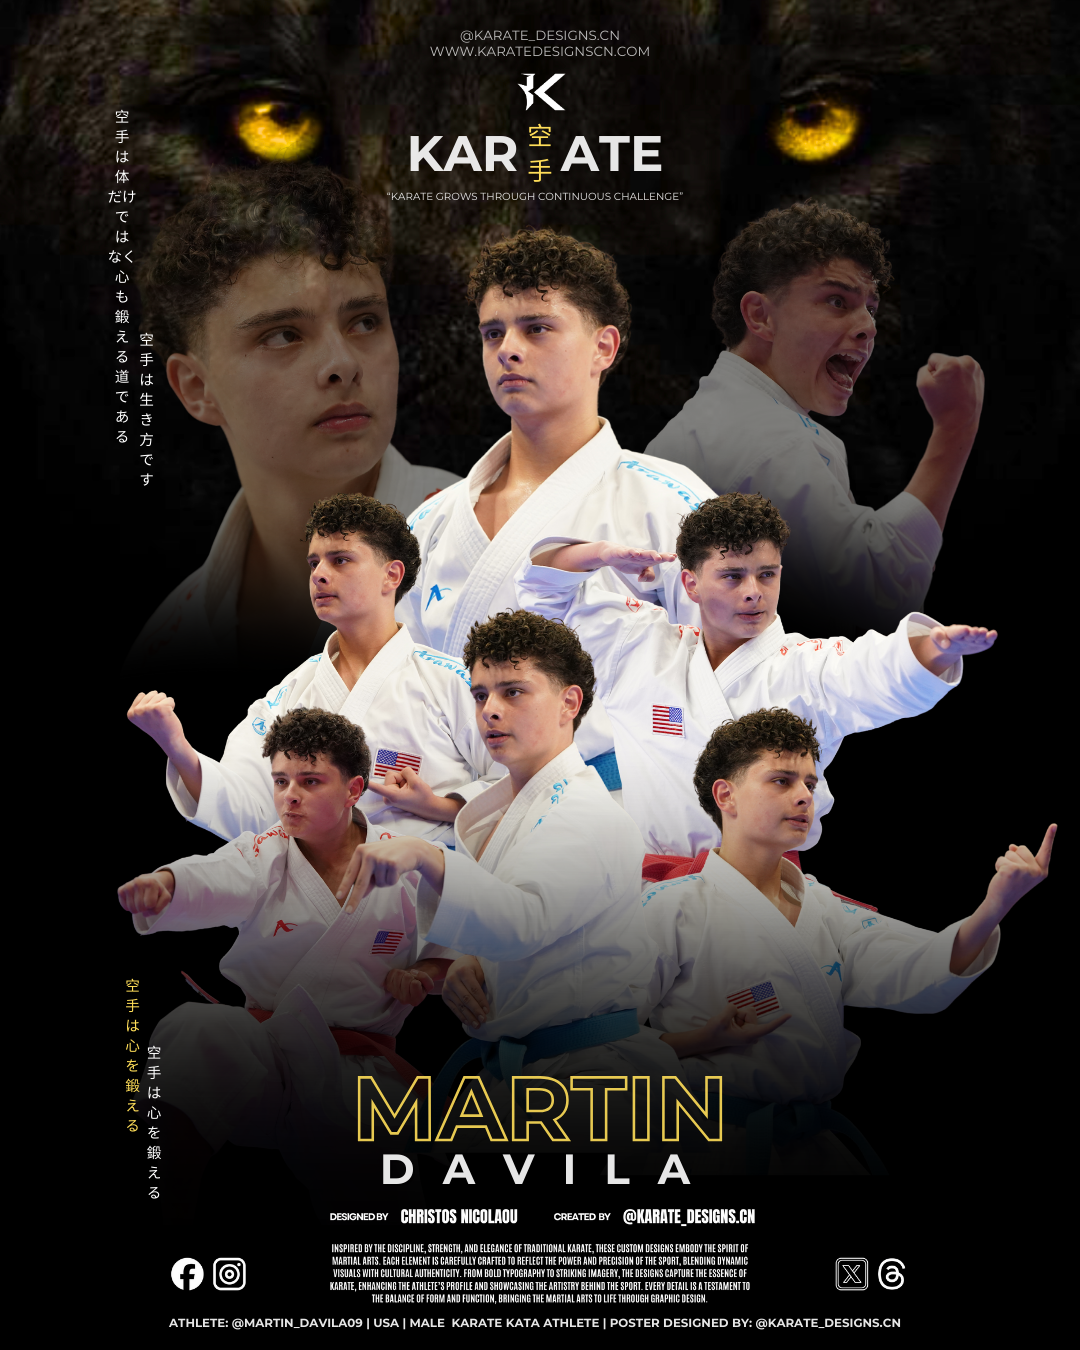 @KARATE_DESIGNS.CN
WWW.KARATEDESIGNSCN.COM
KAR空手ATE
“KARATE GROWS THROUGH CONTINUOUS CHALLENGE”
空手は体だけではなく心も鍛える道である
空手は生き方です
Arawaza
Arawaza
空手は心を鍛える
空手は心を鍛える
MARTIN
DAVILA
DESIGNED BY CHRISTOS NICOLAOU CREATED BY @KARATE_DESIGNS.CN
INSPIRED BY THE DISCIPLINE, STRENGTH, AND ELEGANCE OF TRADITIONAL KARATE, THESE CUSTOM DESIGNS EMBODY THE SPIRIT OF
MARTIAL ARTS. EACH ELEMENT IS CAREFULLY CRAFTED TO REFLECT THE POWER AND PRECISION OF THE SPORT, BLENDING DYNAMIC
VISUALS WITH CULTURAL AUTHENTICITY. FROM BOLD TYPOGRAPHY TO STRIKING IMAGERY, THE DESIGNS CAPTURE THE ESSENCE OF
KARATE, ENHANCING THE ATHLETE'S PROFILE AND SHOWCASING THE ARTISTRY BEHIND THE SPORT. EVERY DETAIL IS A TESTAMENT TO
THE BALANCE OF FORM AND FUNCTION, BRINGING THE MARTIAL ARTS TO LIFE THROUGH GRAPHIC DESIGN.
ATHLETE: @MARTIN_DAVILA09 | USA | MALE KARATE KATA ATHLETE | POSTER DESIGNED BY: @KARATE_DESIGNS.CN